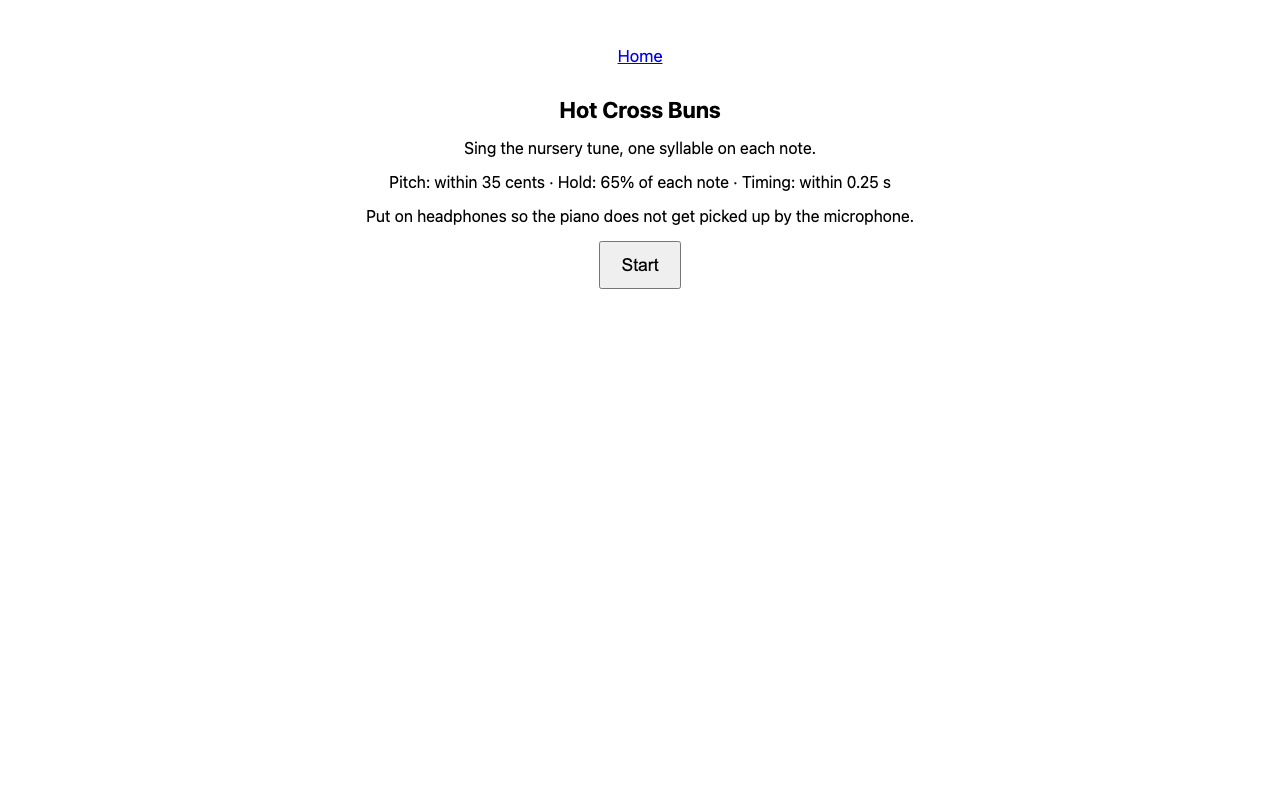 Home
Hot Cross Buns
Sing the nursery tune, one syllable on each note.
Pitch: within 35 cents · Hold: 65% of each note · Timing: within 0.25 s
Put on headphones so the piano does not get picked up by the microphone.
Start